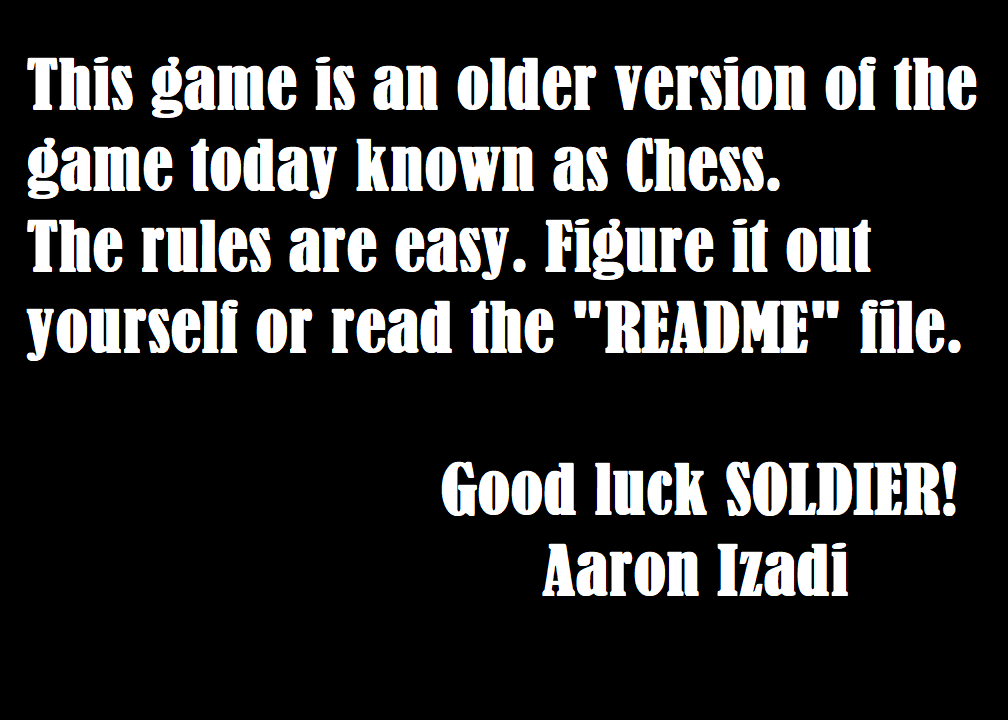 This game is an older version of the
game today known as Chess.
The rules are easy. Figure it out
yourself or read the "README" file.
Good luck SOLDIER!
Aaron Izadi